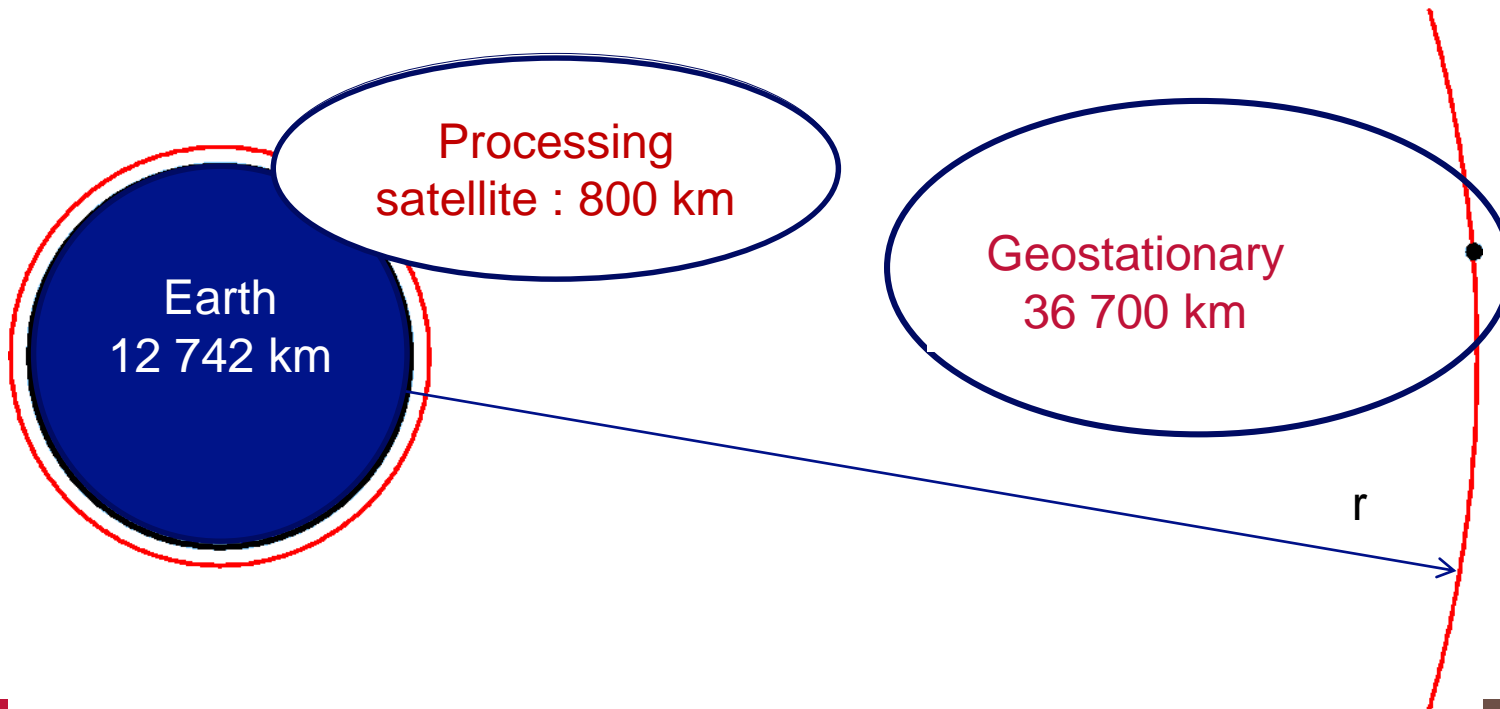 Processing
satellite : 800 km
Earth
12 742 km
Geostationary
36 700 km
r